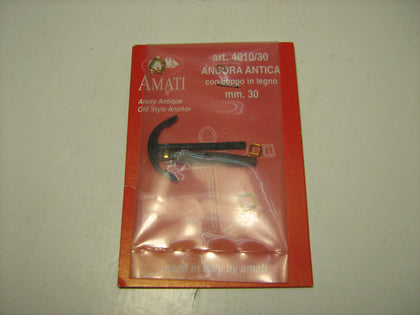 AMATI
Ancre Antique
Old Style Anchor
art. 4010/30
ANCORA ANTICA
con ceppo in legno
mm. 30
made in Italy by amati